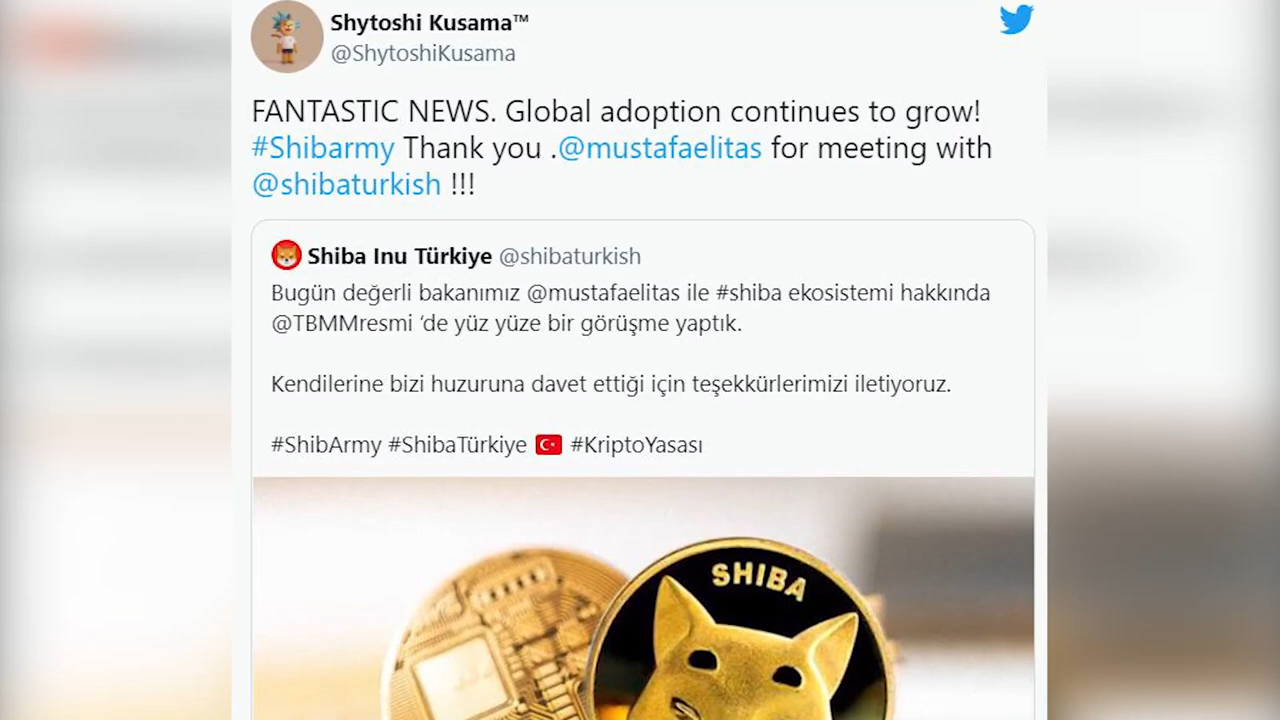 Shytoshi Kusama™
@ShytoshiKusama
FANTASTIC NEWS. Global adoption continues to grow!
#Shibarmy Thank you .@mustafaelitas for meeting with
@shibaturkish !!!
Shiba Inu Türkiye @shibaturkish
Bugün değerli bakanımız @mustafaelitas ile #shiba ekosistemi hakkında
@TBMMresmi ‘de yüz yüze bir görüşme yaptık.
Kendilerine bizi huzuruna davet ettiği için teşekkürlerimizi iletiyoruz.
#ShibArmy #ShibaTürkiye 🇹🇷 #KriptoYasası
SHIBA